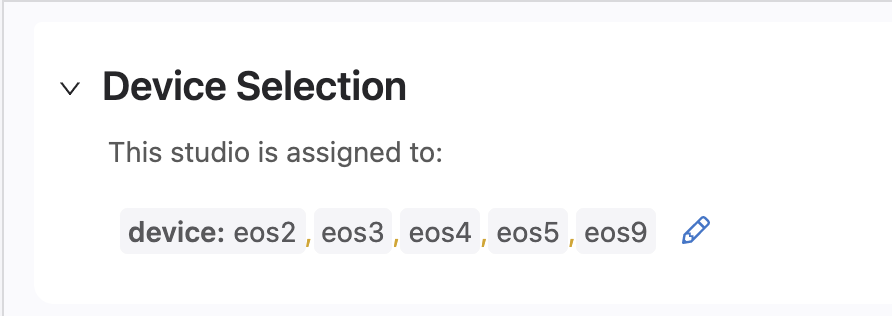 Device Selection
This studio is assigned to:
device: eos2 , eos3 , eos4 , eos5 , eos9